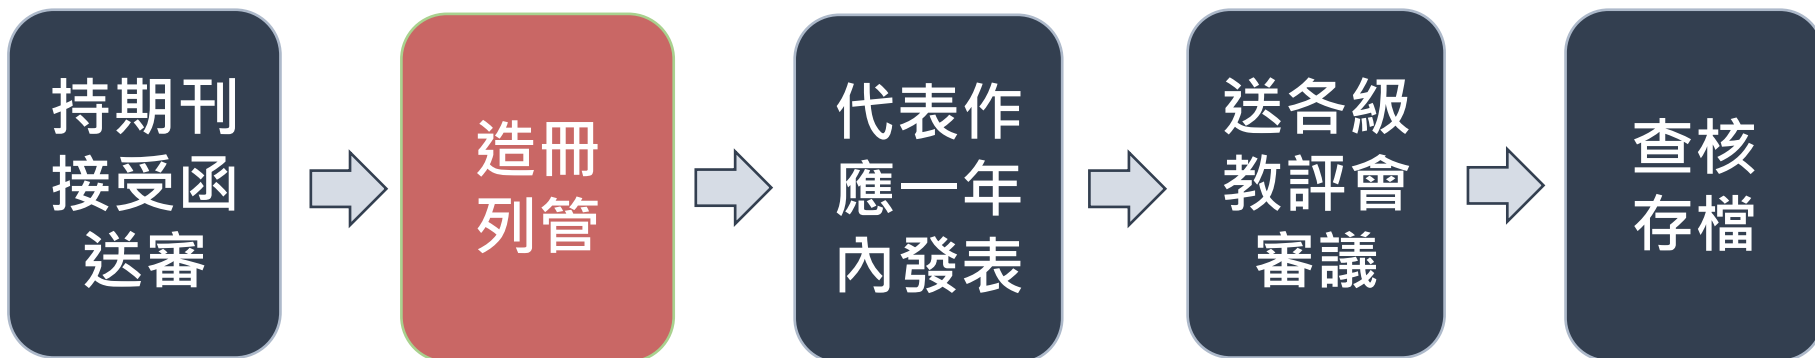 持期刊
接受函
送審
造冊
列管
代表作
應一年
內發表
送各級
教評會
審議
查核
存檔